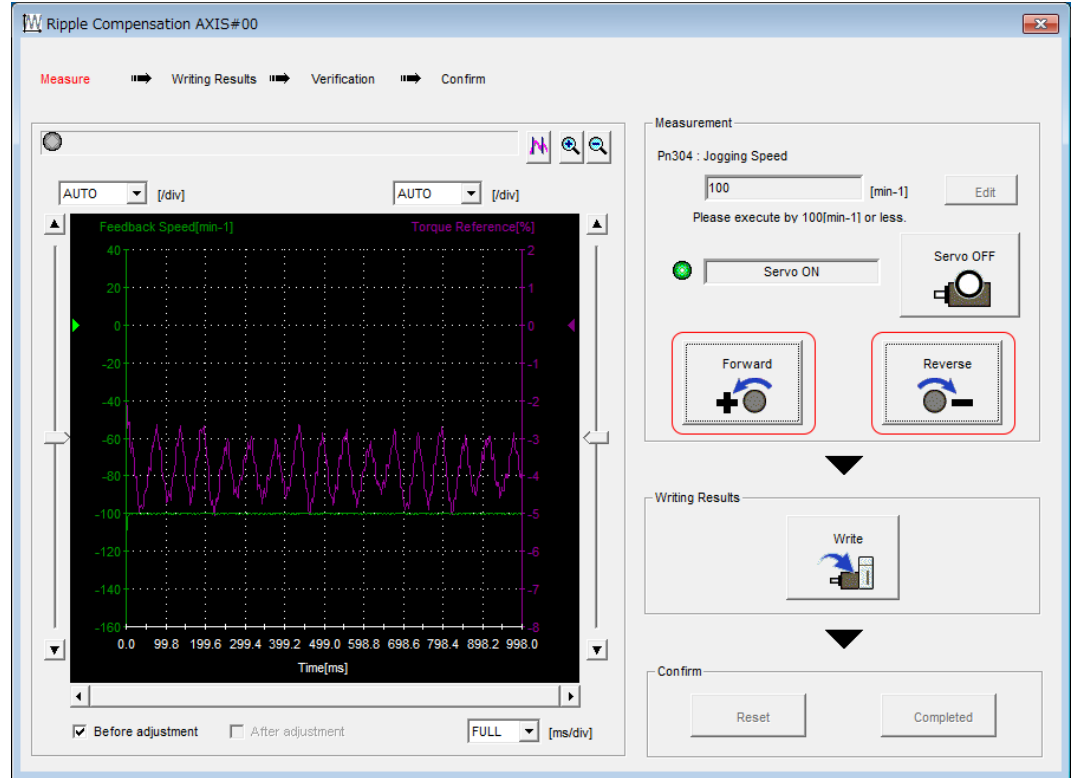 Ripple Compensation AXIS#00
Measure Writing Results Verification Confirm
AUTO [/div] AUTO [/div]
Feedback Speed[min-1] Torque Reference[%]
40 2
20 1
0 0
-20 -1
-40 -2
-60 -3
-80 -4
-100 -5
-120 -6
-140 -7
-160 -8
0.0 99.8 199.6 299.4 399.2 499.0 598.8 698.6 798.4 898.2 998.0
Time[ms]
Before adjustment After adjustment FULL [ms/div]
Measurement
Pn304 : Jogging Speed
100 [min-1] Edit
Please execute by 100[min-1] or less.
Servo ON Servo OFF
Forward Reverse
Writing Results
Write
Confirm
Reset Completed